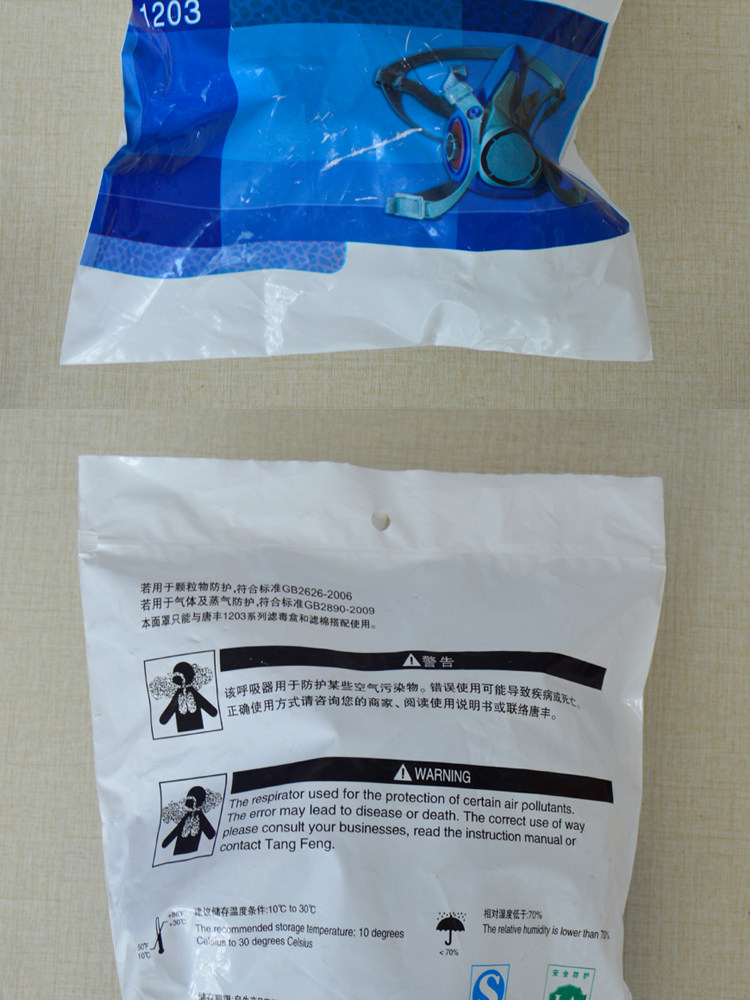 1203
若用于颗粒物防护,符合标准GB2626-2006
若用于气体及蒸气防护,符合标准GB2890-2009
本面罩只能与唐丰1203系列滤毒盒和滤棉搭配使用。
警告
该呼吸器用于防护某些空气污染物。错误使用可能导致疾病或死亡。
正确使用方式请咨询您的商家、阅读使用说明书或联络唐丰。
WARNING
The respirator used for the protection of certain air pollutants.
The error may lead to disease or death. The correct use of way
please consult your businesses, read the instruction manual or
contact Tang Feng.
+86°F
+30°C
50°F
10°C
建议储存温度条件:10℃ to 30℃
The recommended storage temperature: 10 degrees
Celsius to 30 degrees Celsius
<70%
相对湿度低于:70%
The relative humidity is lower than 70%
S
安全防护